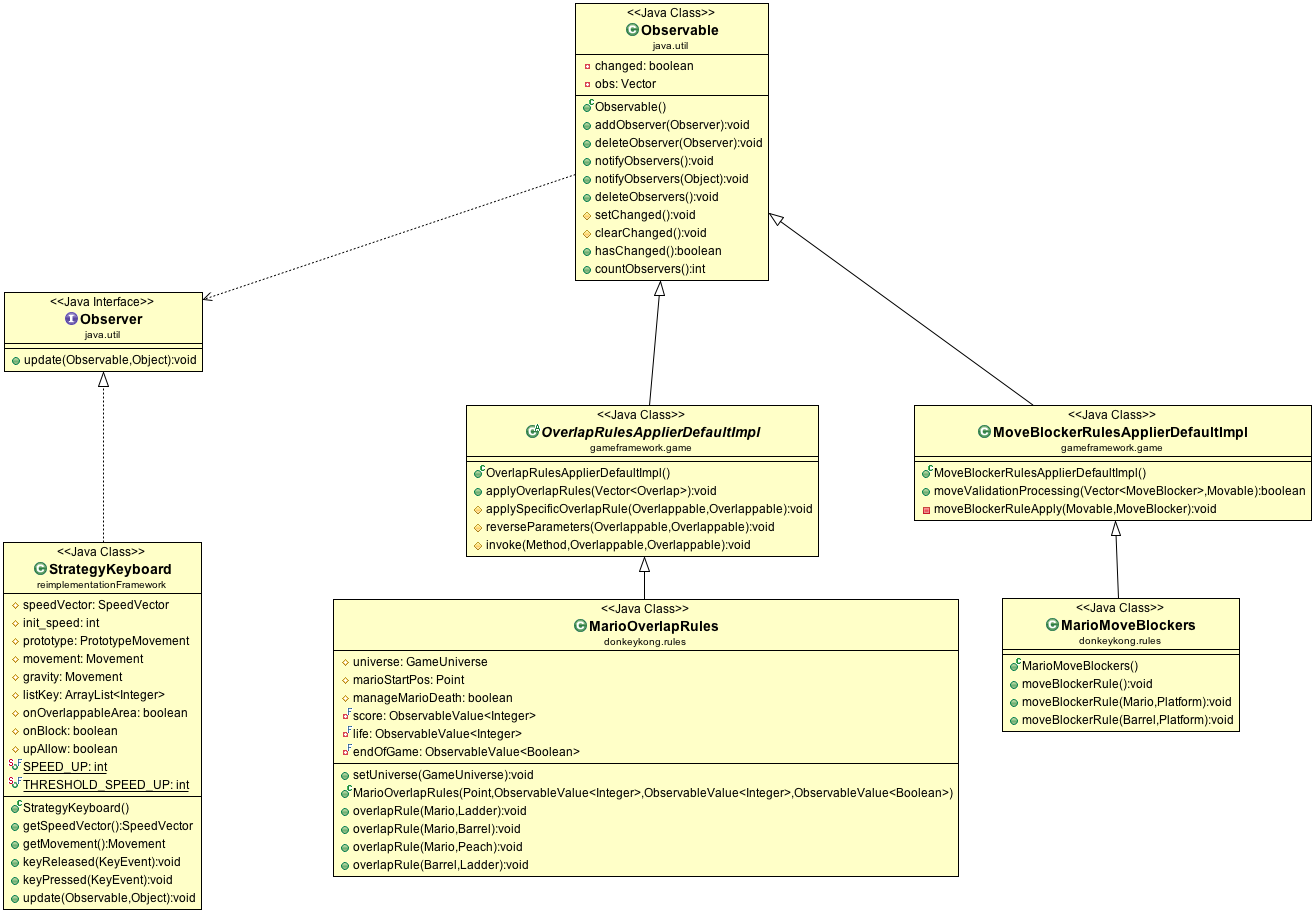 <<Java Class>>
Observable
java.util
changed: boolean
obs: Vector
Observable()
addObserver(Observer):void
deleteObserver(Observer):void
notifyObservers():void
notifyObservers(Object):void
deleteObservers():void
setChanged():void
clearChanged():void
hasChanged():boolean
countObservers():int
<<Java Interface>>
Observer
java.util
update(Observable,Object):void
<<Java Class>>
OverlapRulesApplierDefaultImpl
gameframework.game
OverlapRulesApplierDefaultImpl()
applyOverlapRules(Vector<Overlap>):void
applySpecificOverlapRule(Overlappable,Overlappable):void
reverseParameters(Overlappable,Overlappable):void
invoke(Method,Overlappable,Overlappable):void
<<Java Class>>
MoveBlockerRulesApplierDefaultImpl
gameframework.game
MoveBlockerRulesApplierDefaultImpl()
moveValidationProcessing(Vector<MoveBlocker>,Movable):boolean
moveBlockerRuleApply(Movable,MoveBlocker):void
<<Java Class>>
StrategyKeyboard
reimplementationFramework
speedVector: SpeedVector
init_speed: int
prototype: PrototypeMovement
movement: Movement
gravity: Movement
listKey: ArrayList<Integer>
onOverlappableArea: boolean
onBlock: boolean
upAllow: boolean
SPEED_UP: int
THRESHOLD_SPEED_UP: int
StrategyKeyboard()
getSpeedVector():SpeedVector
getMovement():Movement
keyReleased(KeyEvent):void
keyPressed(KeyEvent):void
update(Observable,Object):void
<<Java Class>>
MarioOverlapRules
donkeykong.rules
universe: GameUniverse
marioStartPos: Point
manageMarioDeath: boolean
score: ObservableValue<Integer>
life: ObservableValue<Integer>
endOfGame: ObservableValue<Boolean>
setUniverse(GameUniverse):void
MarioOverlapRules(Point,ObservableValue<Integer>,ObservableValue<Integer>,ObservableValue<Boolean>)
overlapRule(Mario,Ladder):void
overlapRule(Mario,Barrel):void
overlapRule(Mario,Peach):void
overlapRule(Barrel,Ladder):void
<<Java Class>>
MarioMoveBlockers
donkeykong.rules
MarioMoveBlockers()
moveBlockerRule():void
moveBlockerRule(Mario,Platform):void
moveBlockerRule(Barrel,Platform):void